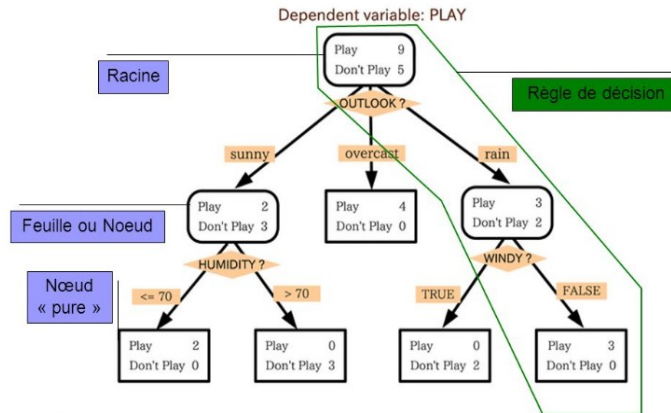 Dependent variable: PLAY
Play 9
Don't Play 5
Racine
Règle de décision
OUTLOOK ?
sunny
overcast
rain
Play 2
Don't Play 3
Play 4
Don't Play 0
Play 3
Don't Play 2
Feuille ou Noeud
HUMIDITY ?
WINDY ?
Nœud
« pure »
<= 70
> 70
TRUE
FALSE
Play 2
Don't Play 0
Play 0
Don't Play 3
Play 0
Don't Play 2
Play 3
Don't Play 0